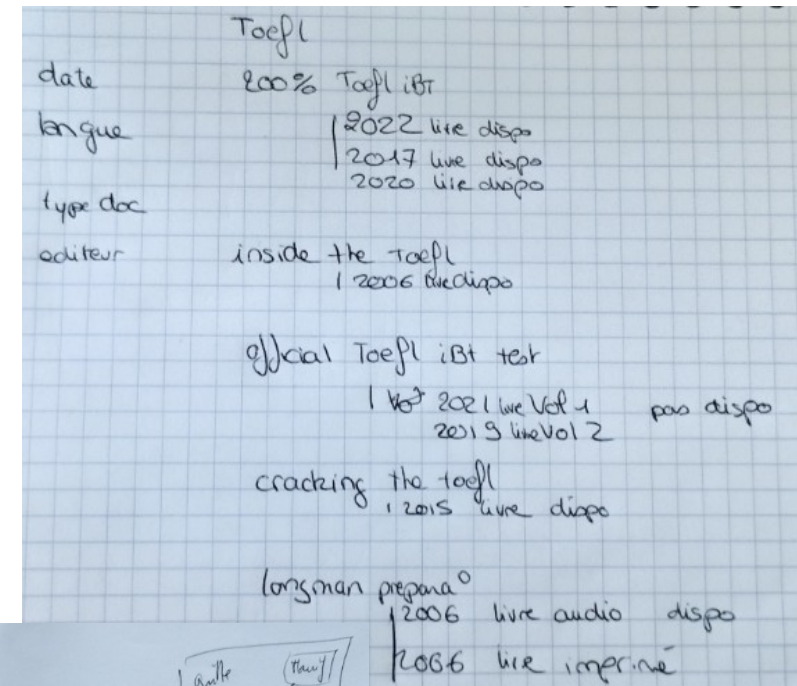 Toefl
date 200% Toefl iBT
langue 2022 livre dispo
2017 livre dispo
2020 livre dispo
type doc
editeur inside the Toefl
2006 livre dispo
official Toefl iBt test
2021 livre Vol 1 pas dispo
2019 livre Vol 2
cracking the toefl
2015 livre dispo
longman prepara°
2006 livre audio dispo
2006 livre imprimé